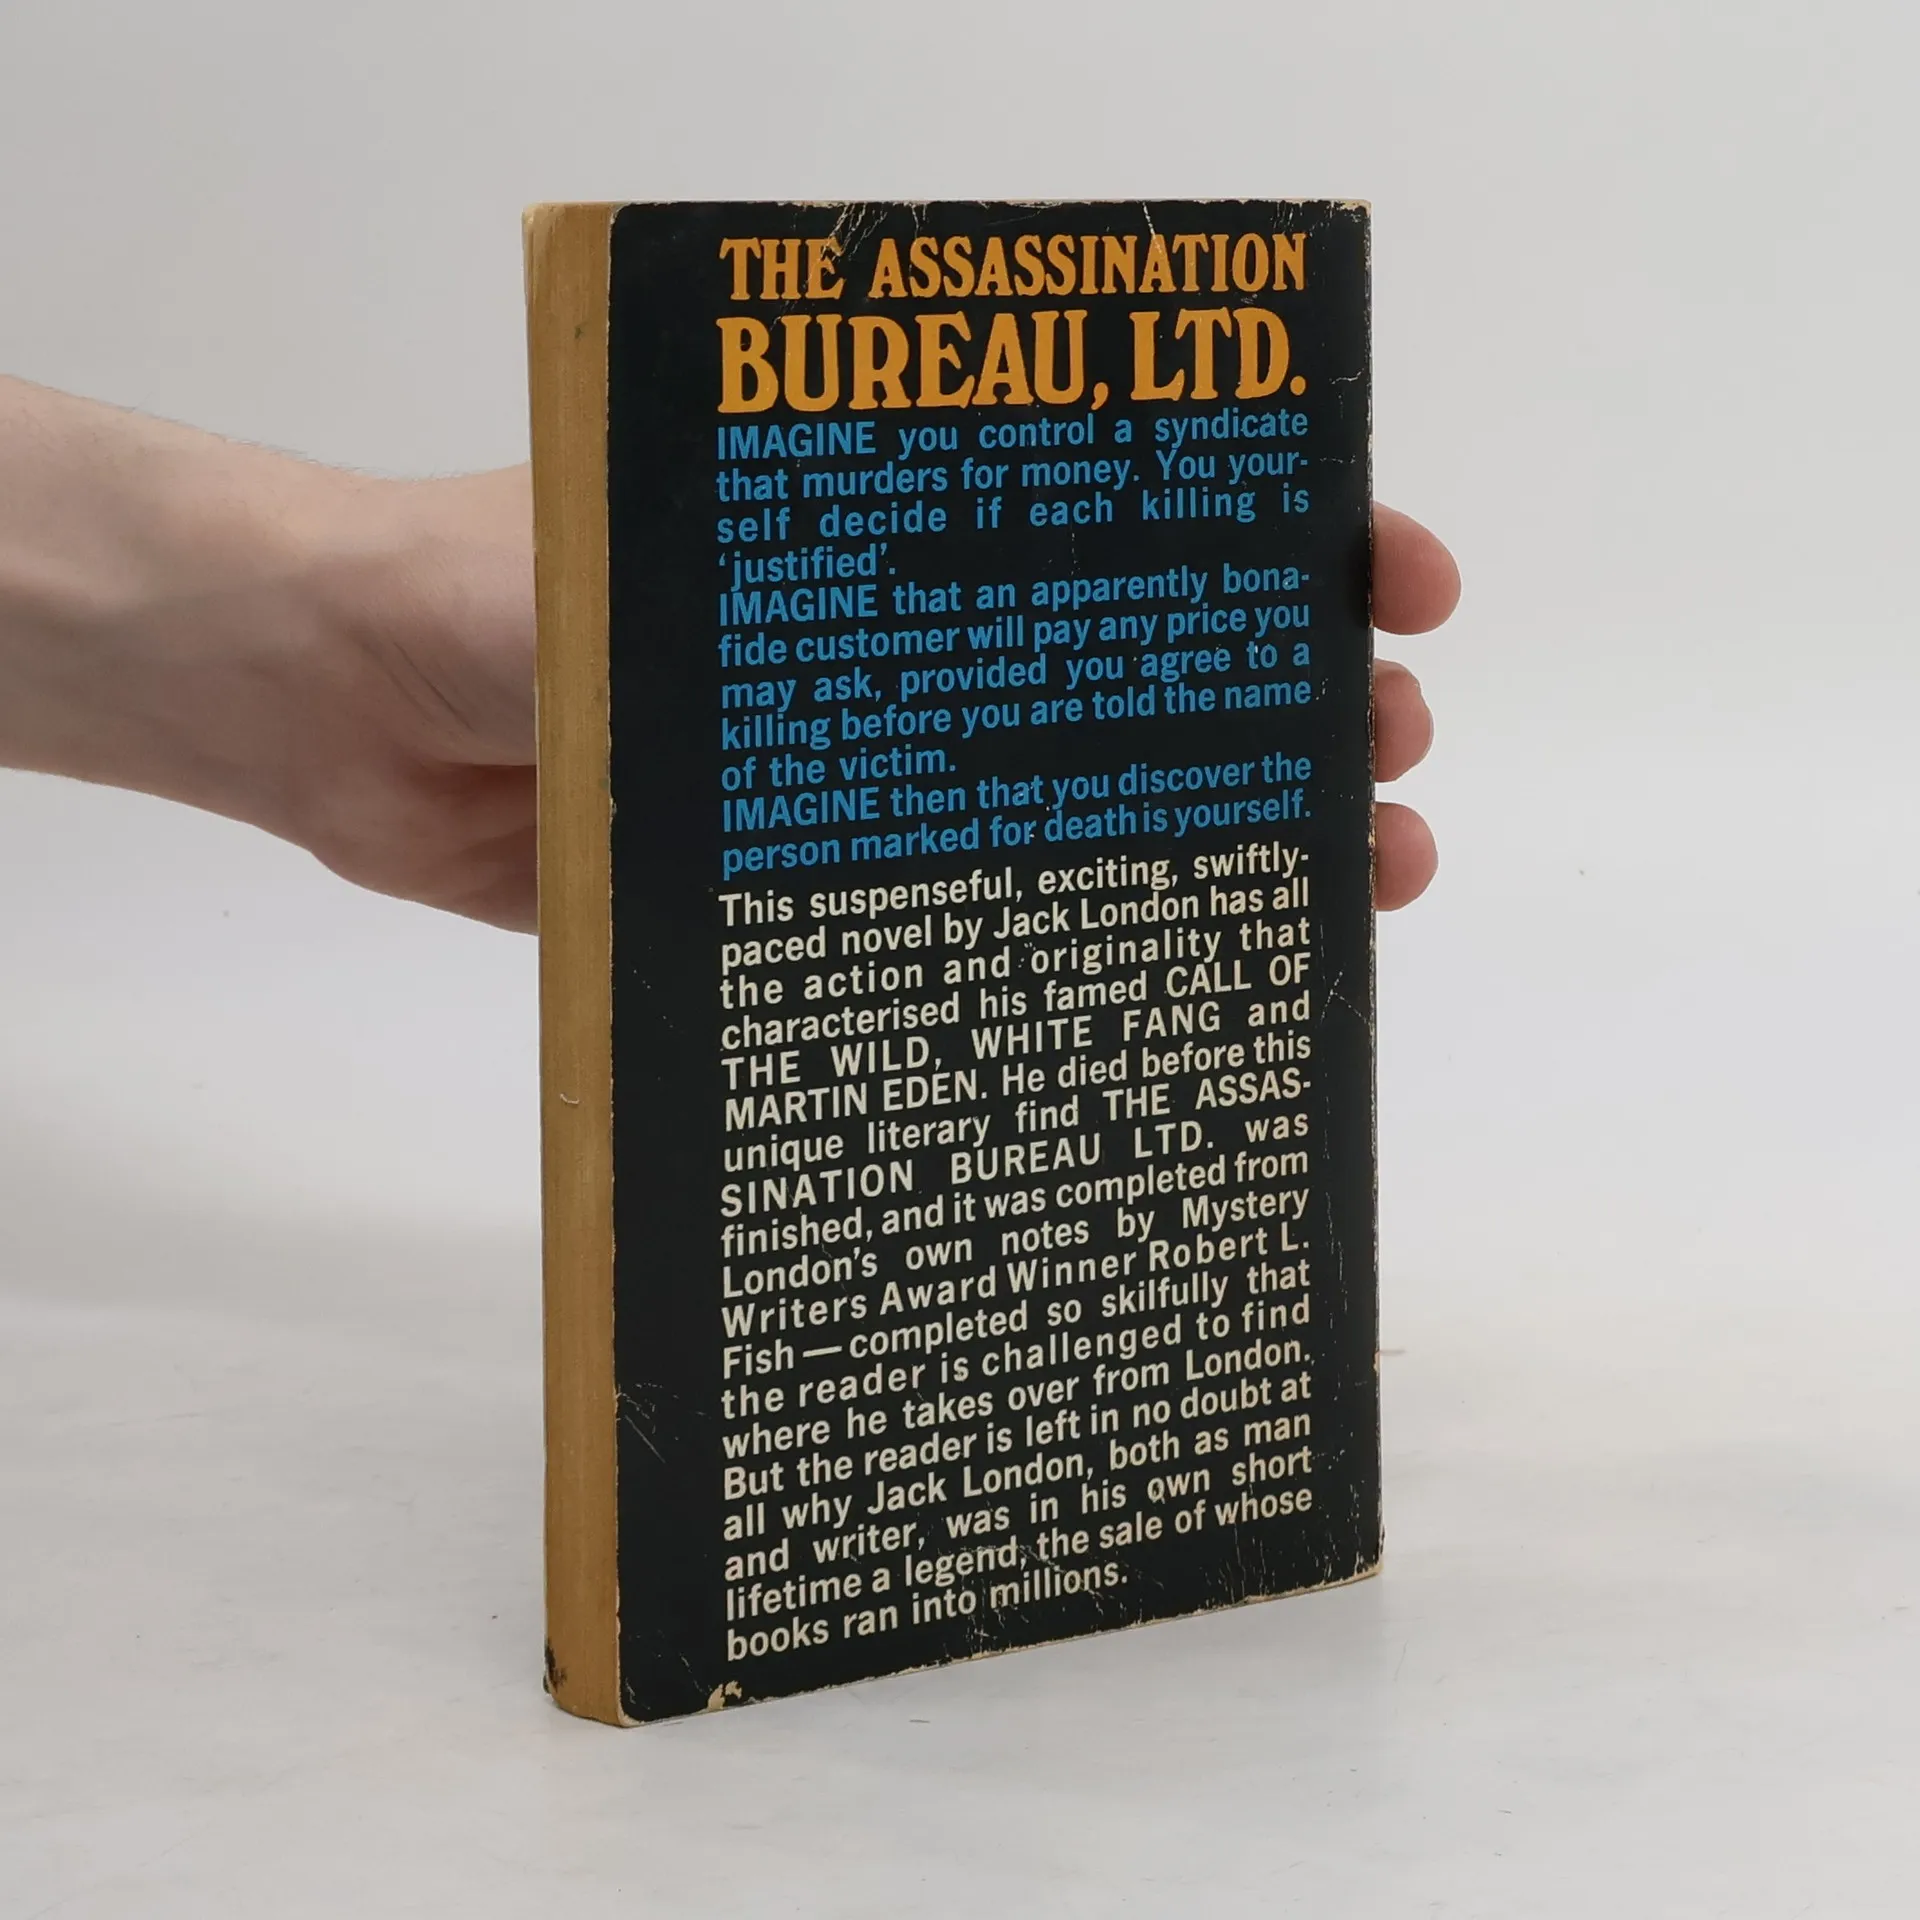 THE ASSASSINATION
BUREAU, LTD.
IMAGINE you control a syndicate
that murders for money. You your-
self decide if each killing is
‘justified’.
IMAGINE that an apparently bona-
fide customer will pay any price you
may ask, provided you agree to a
killing before you are told the name
of the victim.
IMAGINE then that you discover the
person marked for death is yourself.
This suspenseful, exciting, swiftly-
paced novel by Jack London has all
the action and originality that
characterised his famed CALL OF
THE WILD, WHITE FANG and
MARTIN EDEN. He died before this
unique literary find THE ASSAS-
SINATION BUREAU LTD. was
finished, and it was completed from
London's own notes by Mystery
Writers Award Winner Robert L.
Fish — completed so skilfully that
the reader is challenged to find
where he takes over from London.
But the reader is left in no doubt at
all why Jack London, both as man
and writer, was in his own short
lifetime a legend, the sale of whose
books ran into millions.